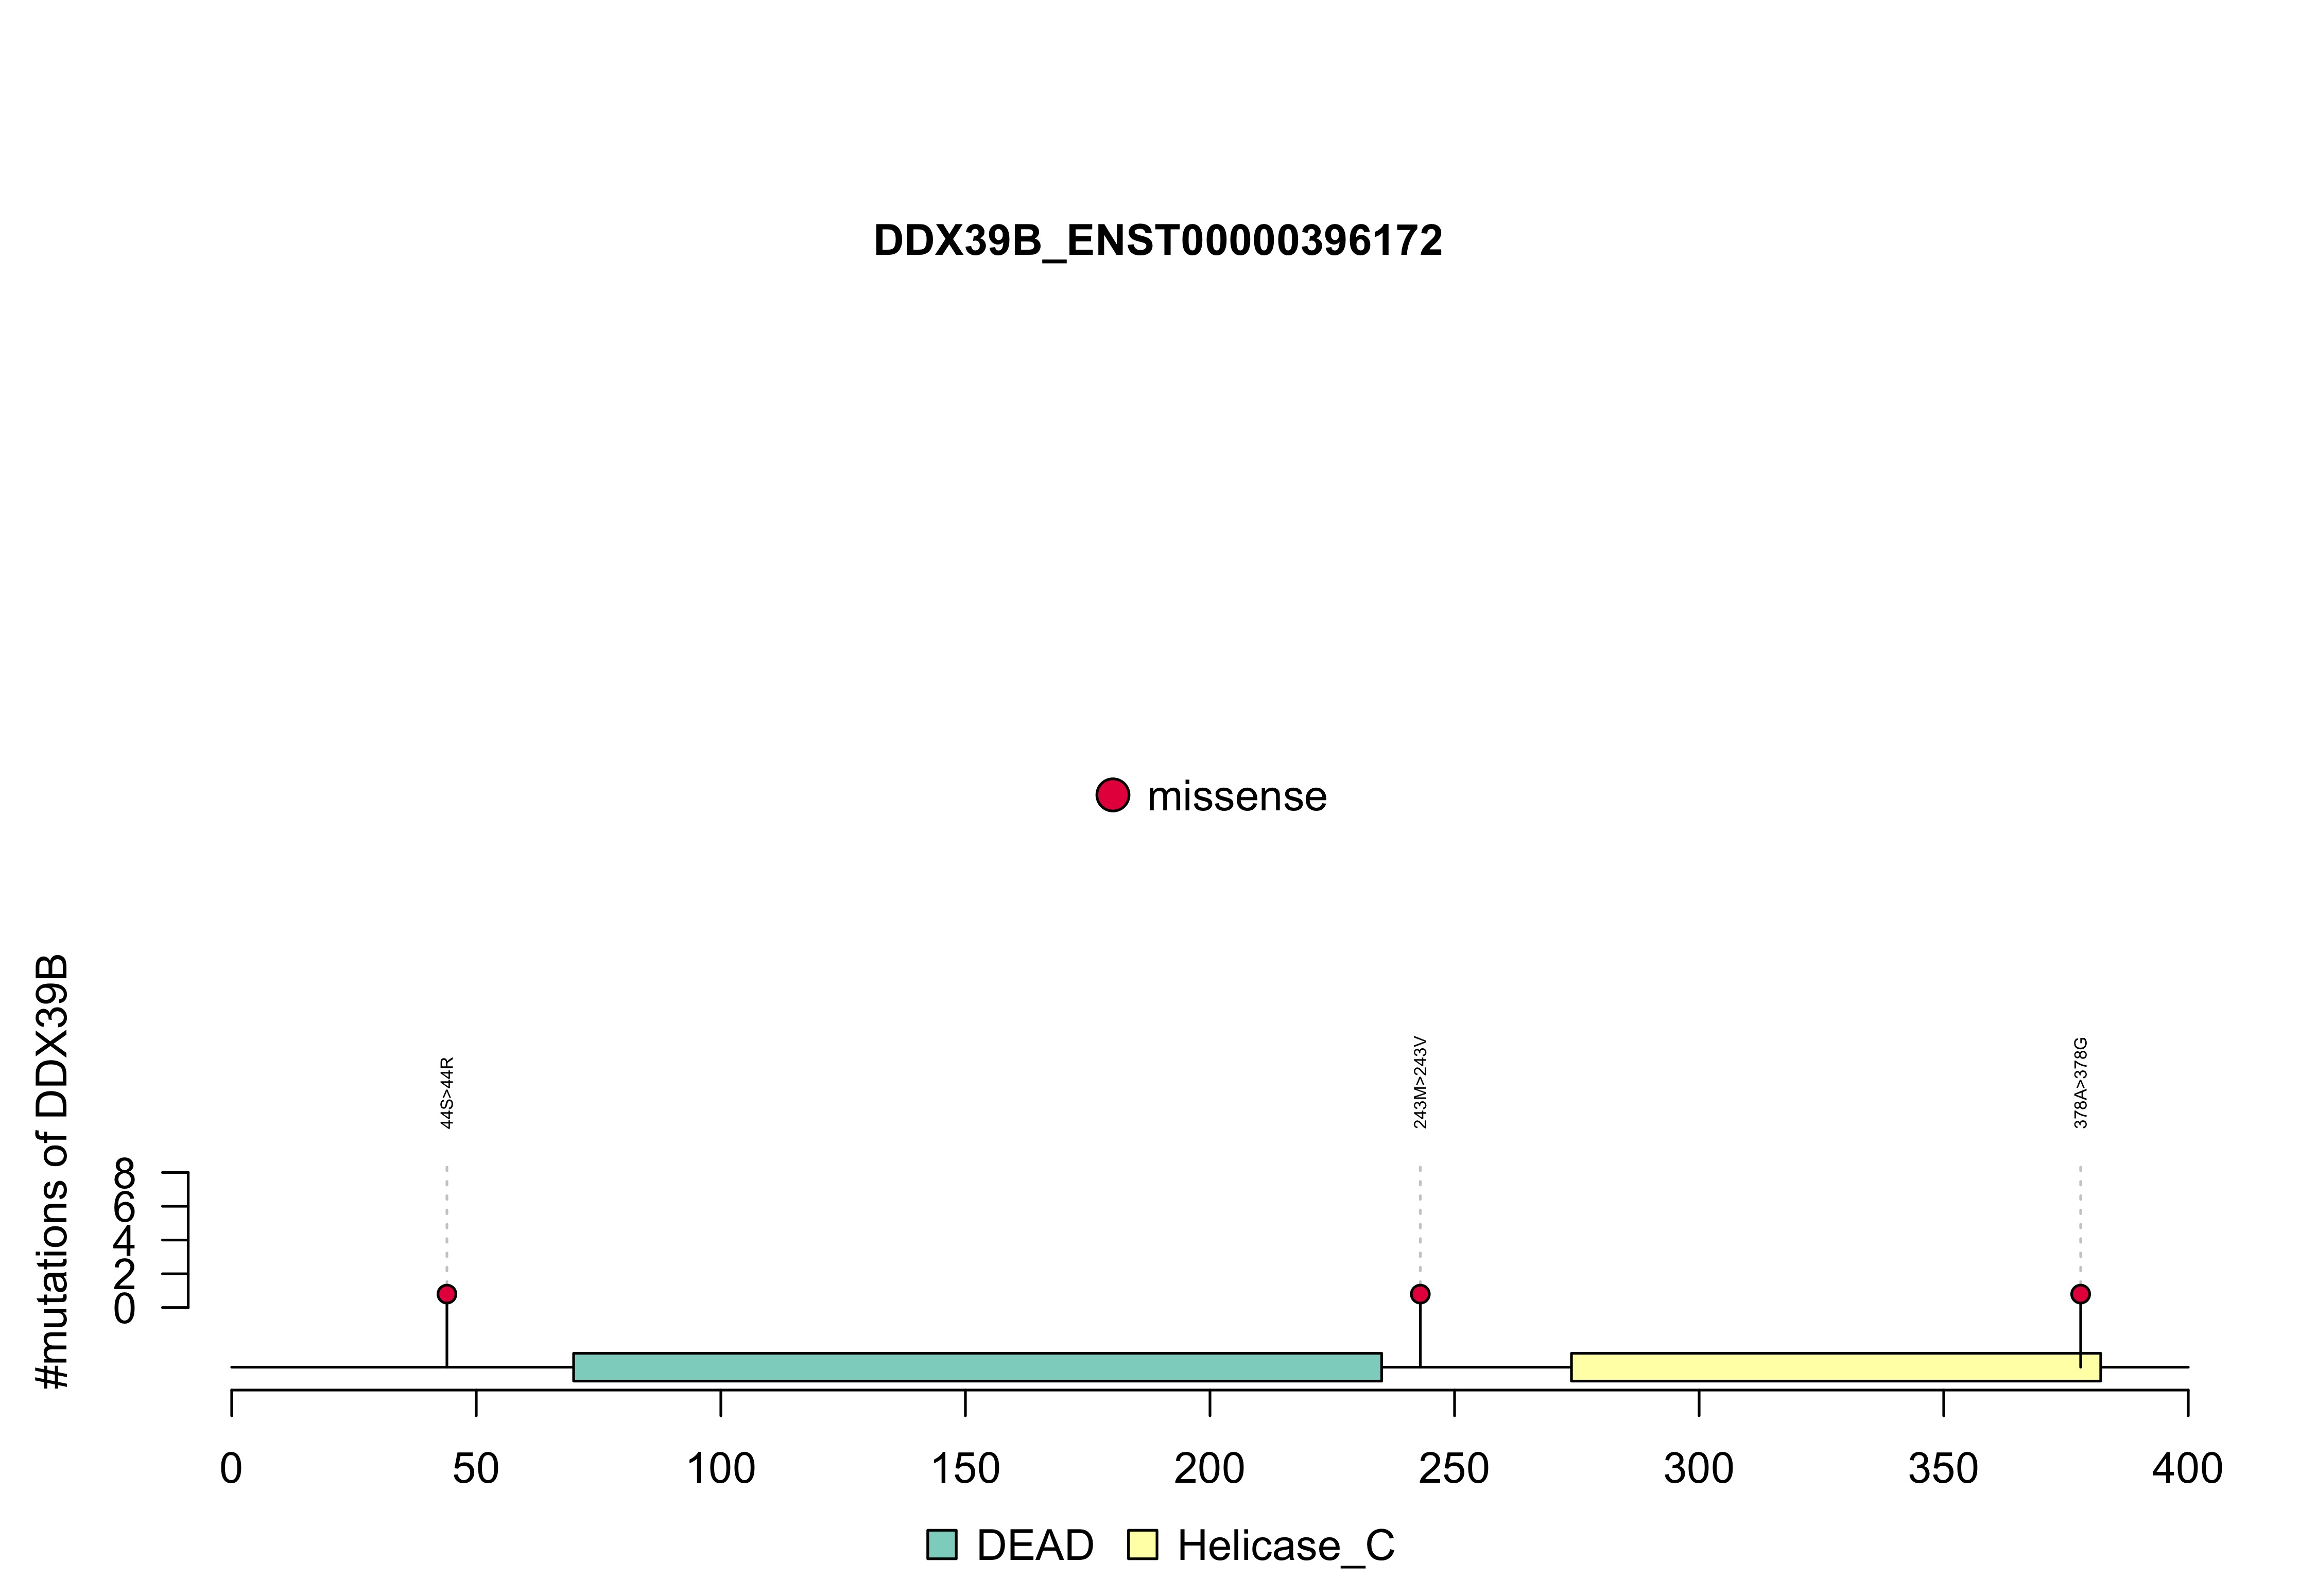 DDX39B_ENST00000396172
missense
#mutations of DDX39B
44S>44R
243M>243V
378A>378G
8
6
4
2
0
0 50 100 150 200 250 300 350 400
DEAD Helicase_C